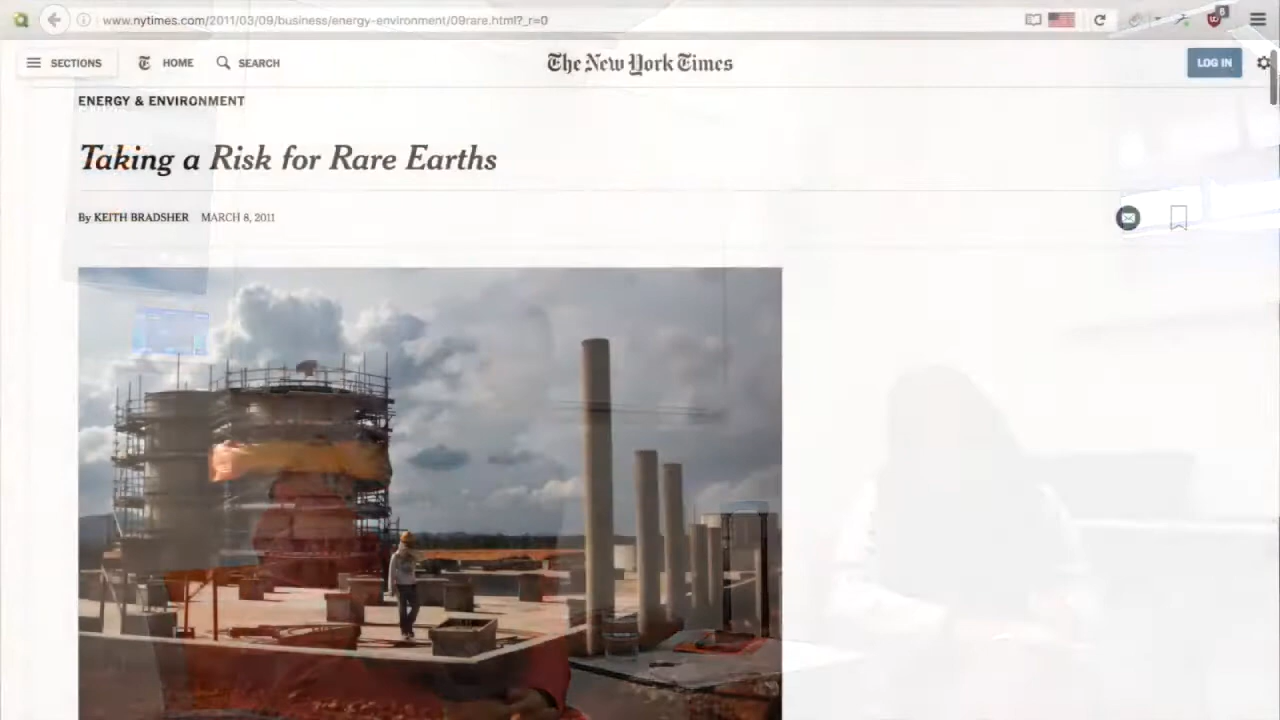 www.nytimes.com/2011/03/09/business/energy-environment/09rare.html?_r=0
6
SECTIONS HOME SEARCH The New York Times LOG IN
ENERGY & ENVIRONMENT
Taking a Risk for Rare Earths
By KEITH BRADSHER MARCH 8, 2011